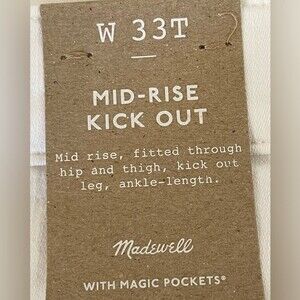 W 33T
MID-RISE
KICK OUT
Mid rise, fitted through
hip and thigh, kick out
leg, ankle-length.
Madewell
WITH MAGIC POCKETS®